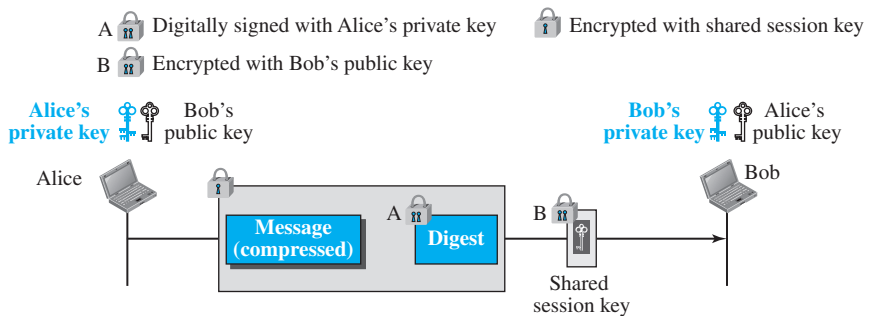 A Digitally signed with Alice's private key
Encrypted with shared session key
B Encrypted with Bob's public key
Alice's
private key
Bob's
public key
Bob's
private key
Alice's
public key
Alice
Bob
A
B
Message
(compressed)
Digest
Shared
session key